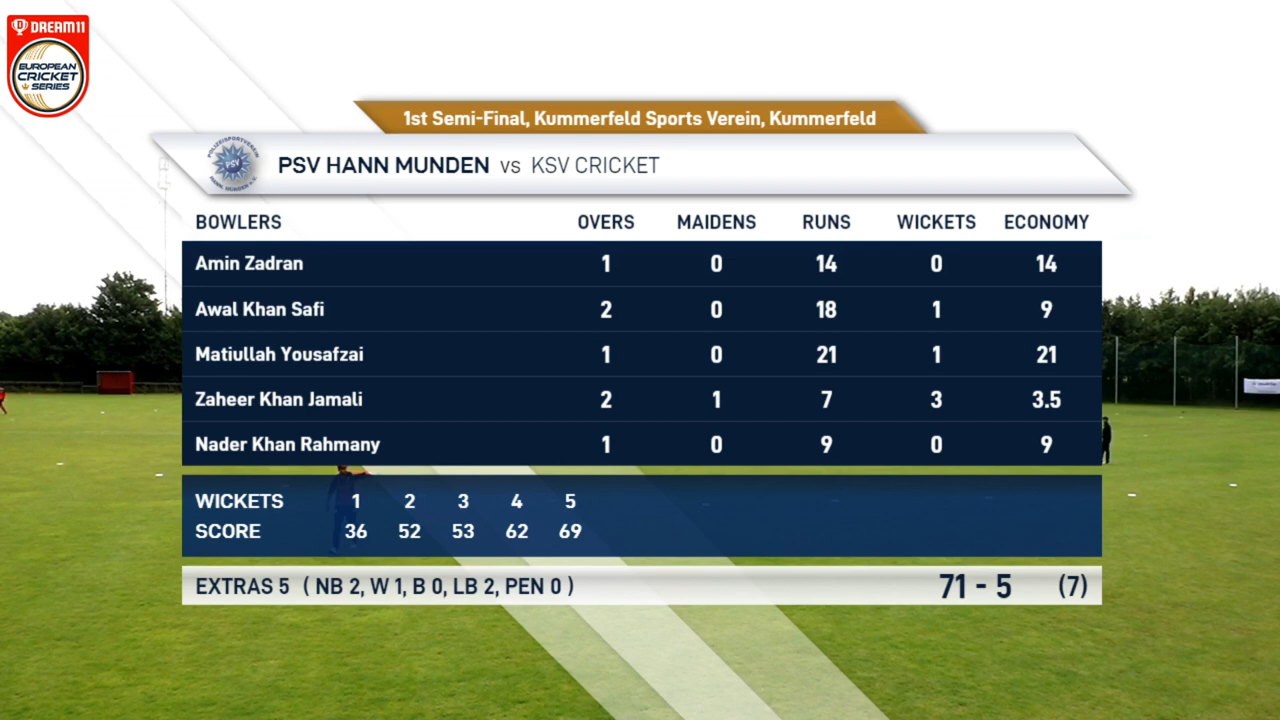 DREAM11
EUROPEAN
CRICKET
SERIES
1st Semi-Final, Kummerfeld Sports Verein, Kummerfeld
POLIZEISPORTVEREIN
PSV
HANN. MÜNDEN e.V.
PSV HANN MUNDEN vs KSV CRICKET
BOWLERS OVERS MAIDENS RUNS WICKETS ECONOMY
Amin Zadran 1 0 14 0 14
Awal Khan Safi 2 0 18 1 9
Matiullah Yousafzai 1 0 21 1 21
Zaheer Khan Jamali 2 1 7 3 3.5
Nader Khan Rahmany 1 0 9 0 9
WICKETS 1 2 3 4 5
SCORE 36 52 53 62 69
EXTRAS 5 ( NB 2, W 1, B 0, LB 2, PEN 0 ) 71 - 5 (7)